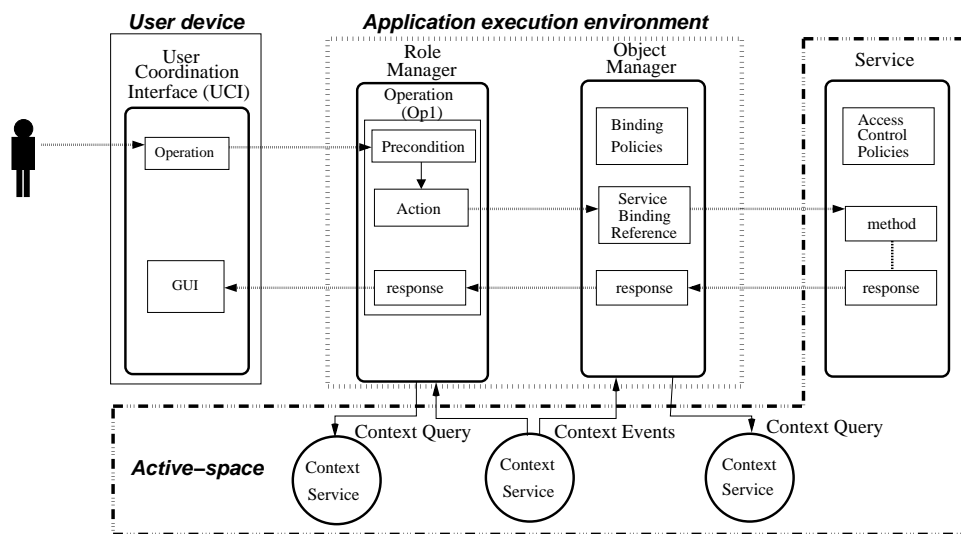 User device
Application execution environment
User
Coordination
Interface (UCI)
Operation
GUI
Role
Manager
Operation
(Op1)
Precondition
Action
response
Object
Manager
Binding
Policies
Service
Binding
Reference
response
Service
Access
Control
Policies
method
response
Context Query
Context Events
Context Query
Active–space
Context
Service
Context
Service
Context
Service